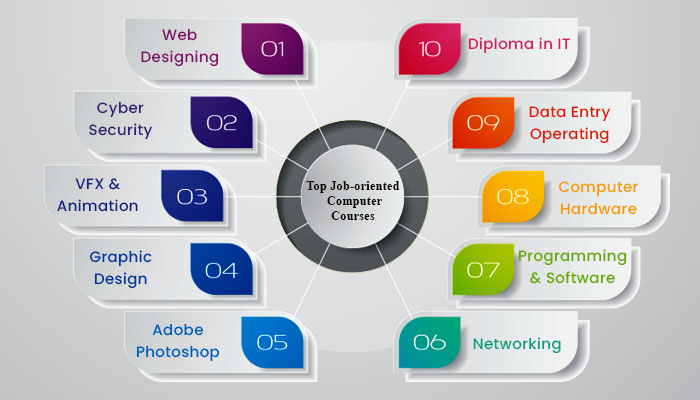 Top Job-oriented
Computer
Courses
Web
Designing
01
Cyber
Security
02
VFX &
Animation
03
Graphic
Design
04
Adobe
Photoshop
05
06
Networking
07
Programming
& Software
08
Computer
Hardware
09
Data Entry
Operating
10
Diploma in IT